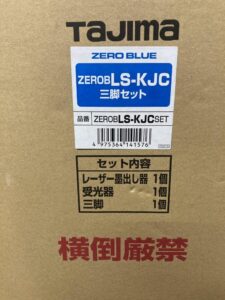 TAJIMA
ZERO BLUE
ZEROBLS-KJC
三脚セット
品番 ZEROBLS-KJCSET
4 975364 141576
セット内容
レーザー墨出し器 1個
受光器 1個
三脚 1個
横倒厳禁